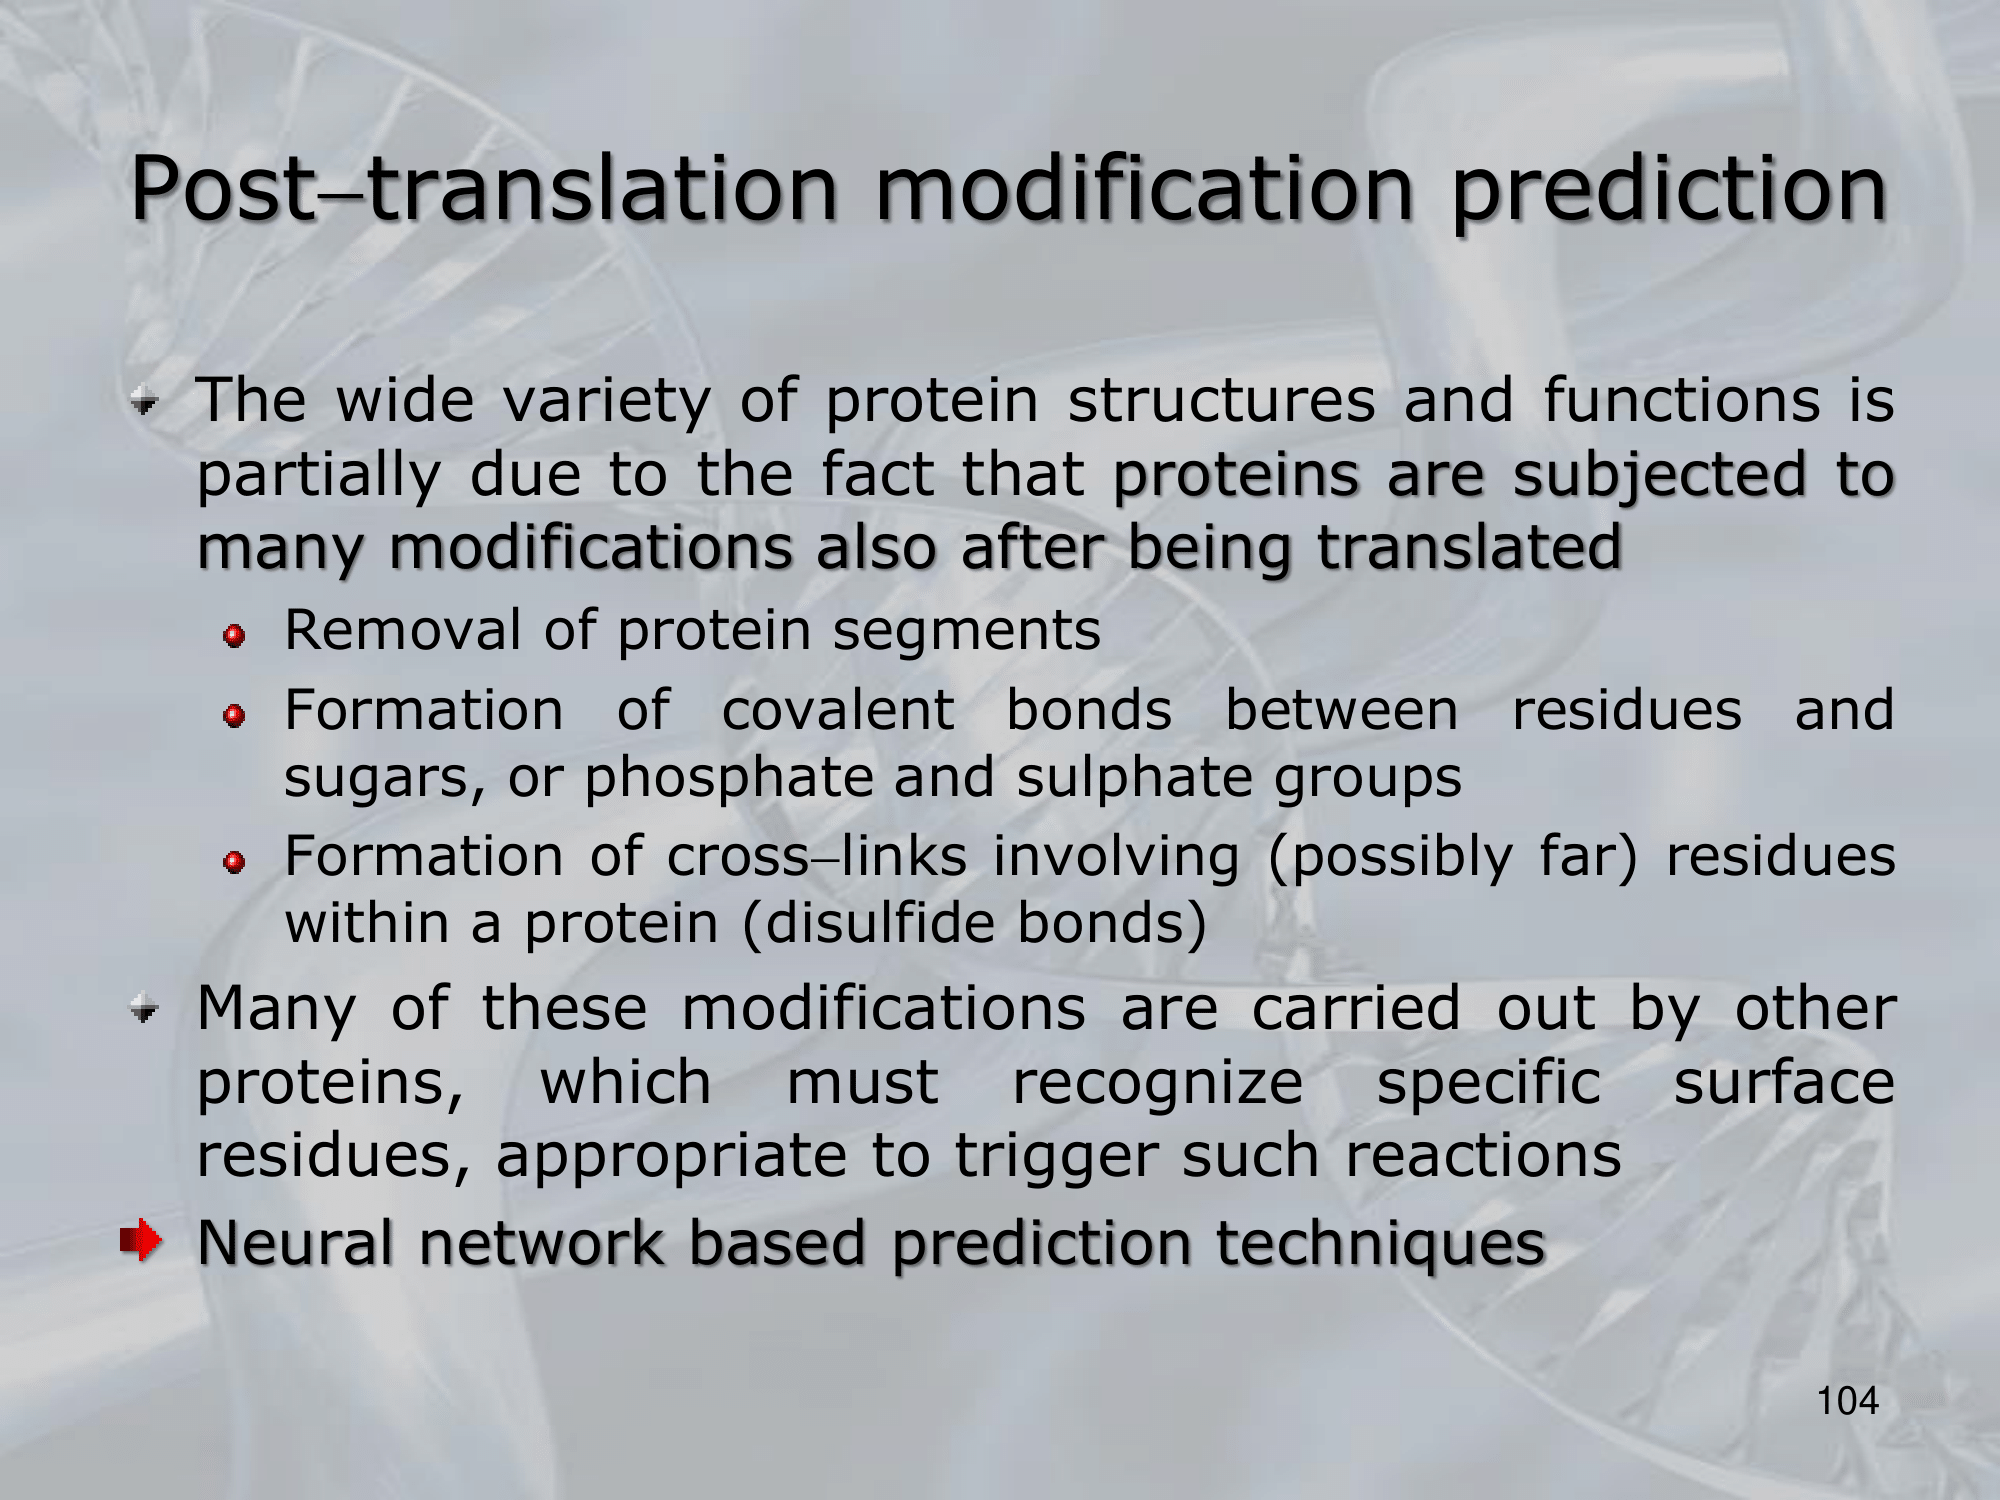 Post–translation modification prediction
The wide variety of protein structures and functions is
partially due to the fact that proteins are subjected to
many modifications also after being translated
Removal of protein segments
Formation of covalent bonds between residues and
sugars, or phosphate and sulphate groups
Formation of cross–links involving (possibly far) residues
within a protein (disulfide bonds)
Many of these modifications are carried out by other
proteins, which must recognize specific surface
residues, appropriate to trigger such reactions
Neural network based prediction techniques
104